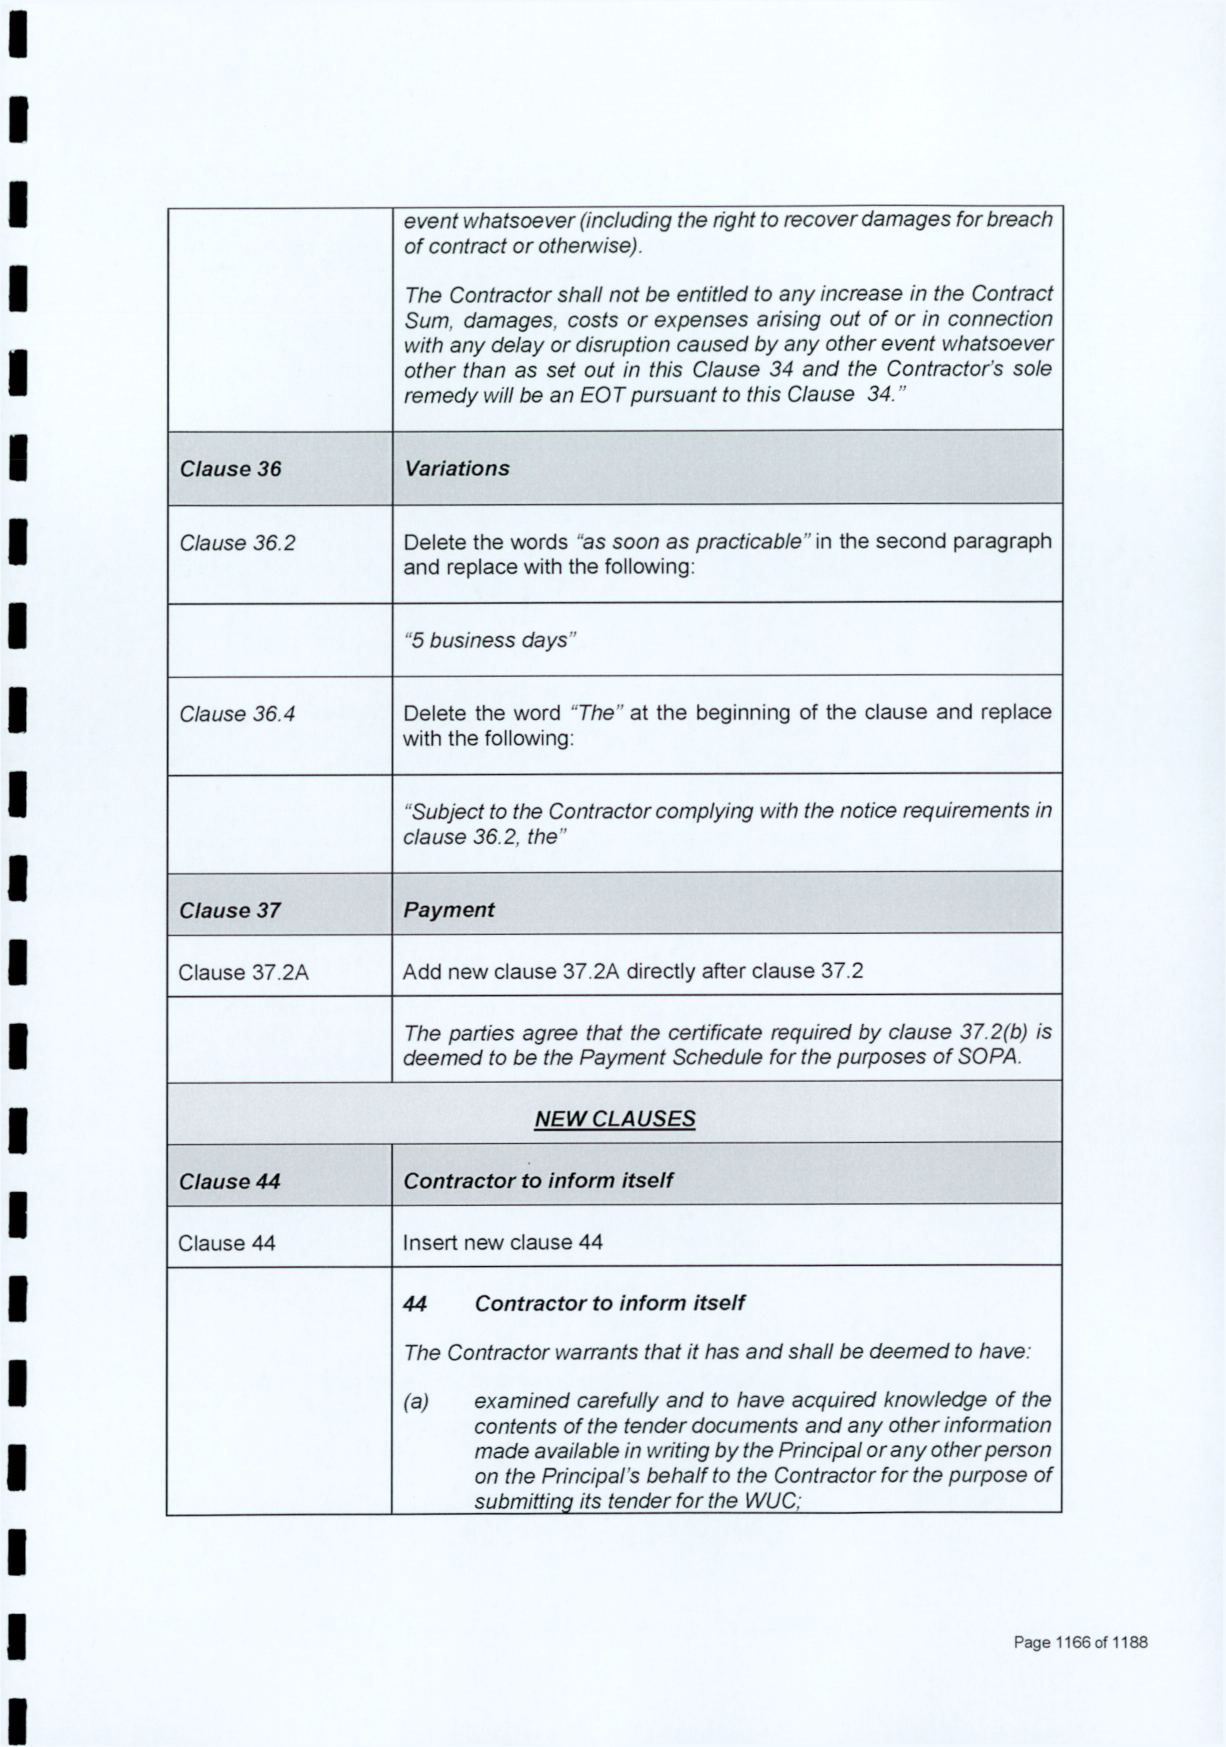 event whatsoever (including the right to recover damages for breach
of contract or otherwise).
The Contractor shall not be entitled to any increase in the Contract
Sum, damages, costs or expenses arising out of or in connection
with any delay or disruption caused by any other event whatsoever
other than as set out in this Clause 34 and the Contractor's sole
remedy will be an EOT pursuant to this Clause 34."
Clause 36 Variations
Clause 36.2 Delete the words "as soon as practicable" in the second paragraph
and replace with the following:
"5 business days"
Clause 36.4 Delete the word "The" at the beginning of the clause and replace
with the following:
"Subject to the Contractor complying with the notice requirements in
clause 36.2, the"
Clause 37 Payment
Clause 37.2A Add new clause 37.2A directly after clause 37.2
The parties agree that the certificate required by clause 37.2(b) is
deemed to be the Payment Schedule for the purposes of SOPA.
NEW CLAUSES
Clause 44 Contractor to inform itself
Clause 44 Insert new clause 44
44 Contractor to inform itself
The Contractor warrants that it has and shall be deemed to have:
(a) examined carefully and to have acquired knowledge of the
contents of the tender documents and any other information
made available in writing by the Principal or any other person
on the Principal's behalf to the Contractor for the purpose of
submitting its tender for the WUC;
Page 1166 of 1188